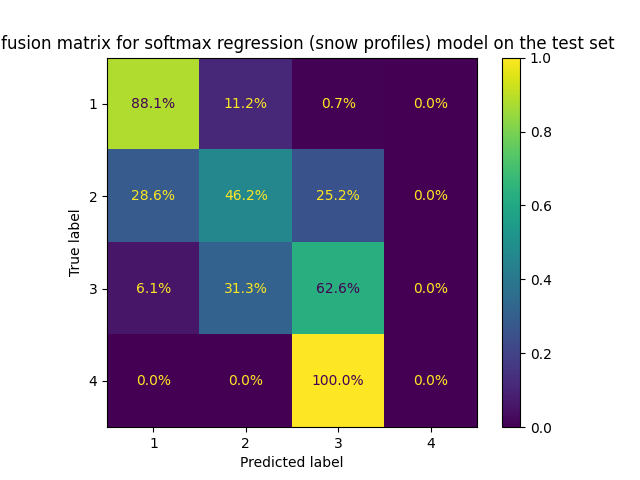 fusion matrix for softmax regression (snow profiles) model on the test set
1.0
1 88.1% 11.2% 0.7% 0.0%
0.8
2 28.6% 46.2% 25.2% 0.0%
0.6
True label
0.4
3 6.1% 31.3% 62.6% 0.0%
0.2
4 0.0% 0.0% 100.0% 0.0%
0.0
1 2 3 4
Predicted label